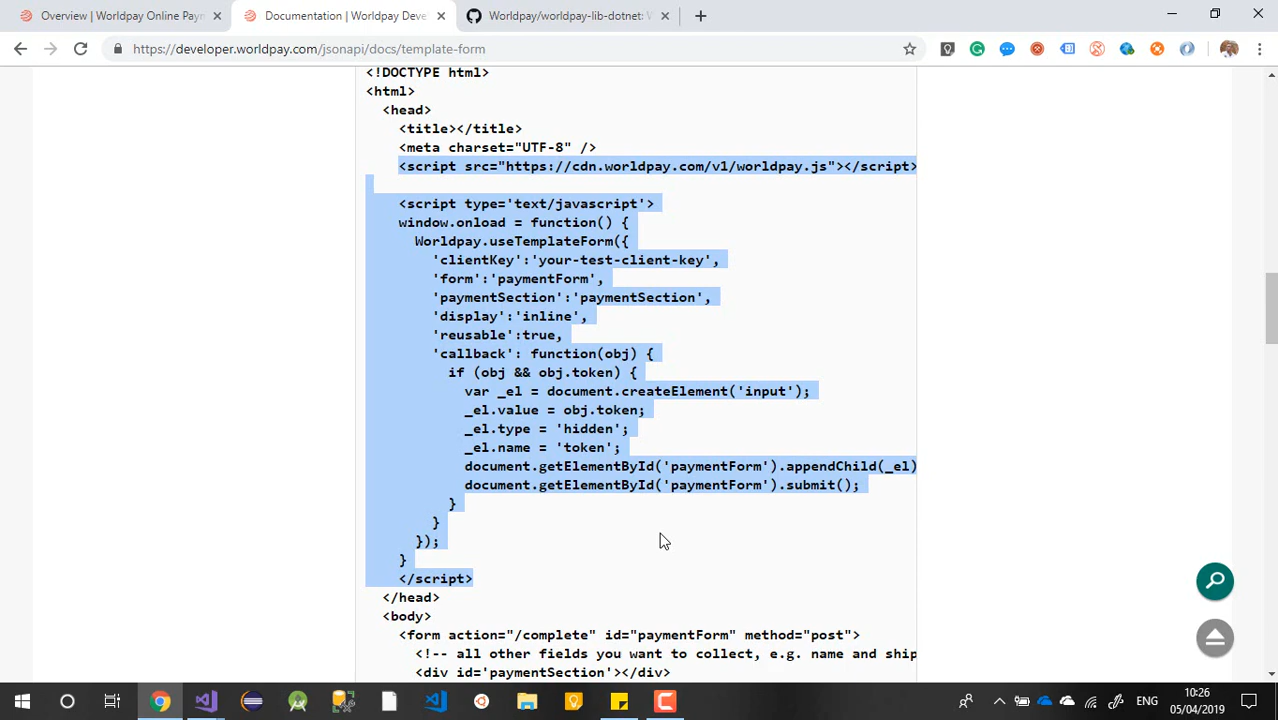 Overview | Worldpay Online Payn
Documentation | Worldpay Deve
Worldpay/worldpay-lib-dotnet: W
https://developer.worldpay.com/jsonapi/docs/template-form
<!DOCTYPE html>
<html>
<head>
<title></title>
<meta charset="UTF-8" />
<script src="https://cdn.worldpay.com/v1/worldpay.js"></script>
<script type='text/javascript'>
window.onload = function() {
Worldpay.useTemplateForm({
'clientKey':'your-test-client-key',
'form':'paymentForm',
'paymentSection':'paymentSection',
'display':'inline',
'reusable':true,
'callback': function(obj) {
if (obj && obj.token) {
var _el = document.createElement('input');
_el.value = obj.token;
_el.type = 'hidden';
_el.name = 'token';
document.getElementById('paymentForm').appendChild(_el)
document.getElementById('paymentForm').submit();
}
}
});
}
</script>
</head>
<body>
<form action="/complete" id="paymentForm" method="post">
<!-- all other fields you want to collect, e.g. name and ship
<div id='paymentSection'></div>
ENG
10:26
05/04/2019